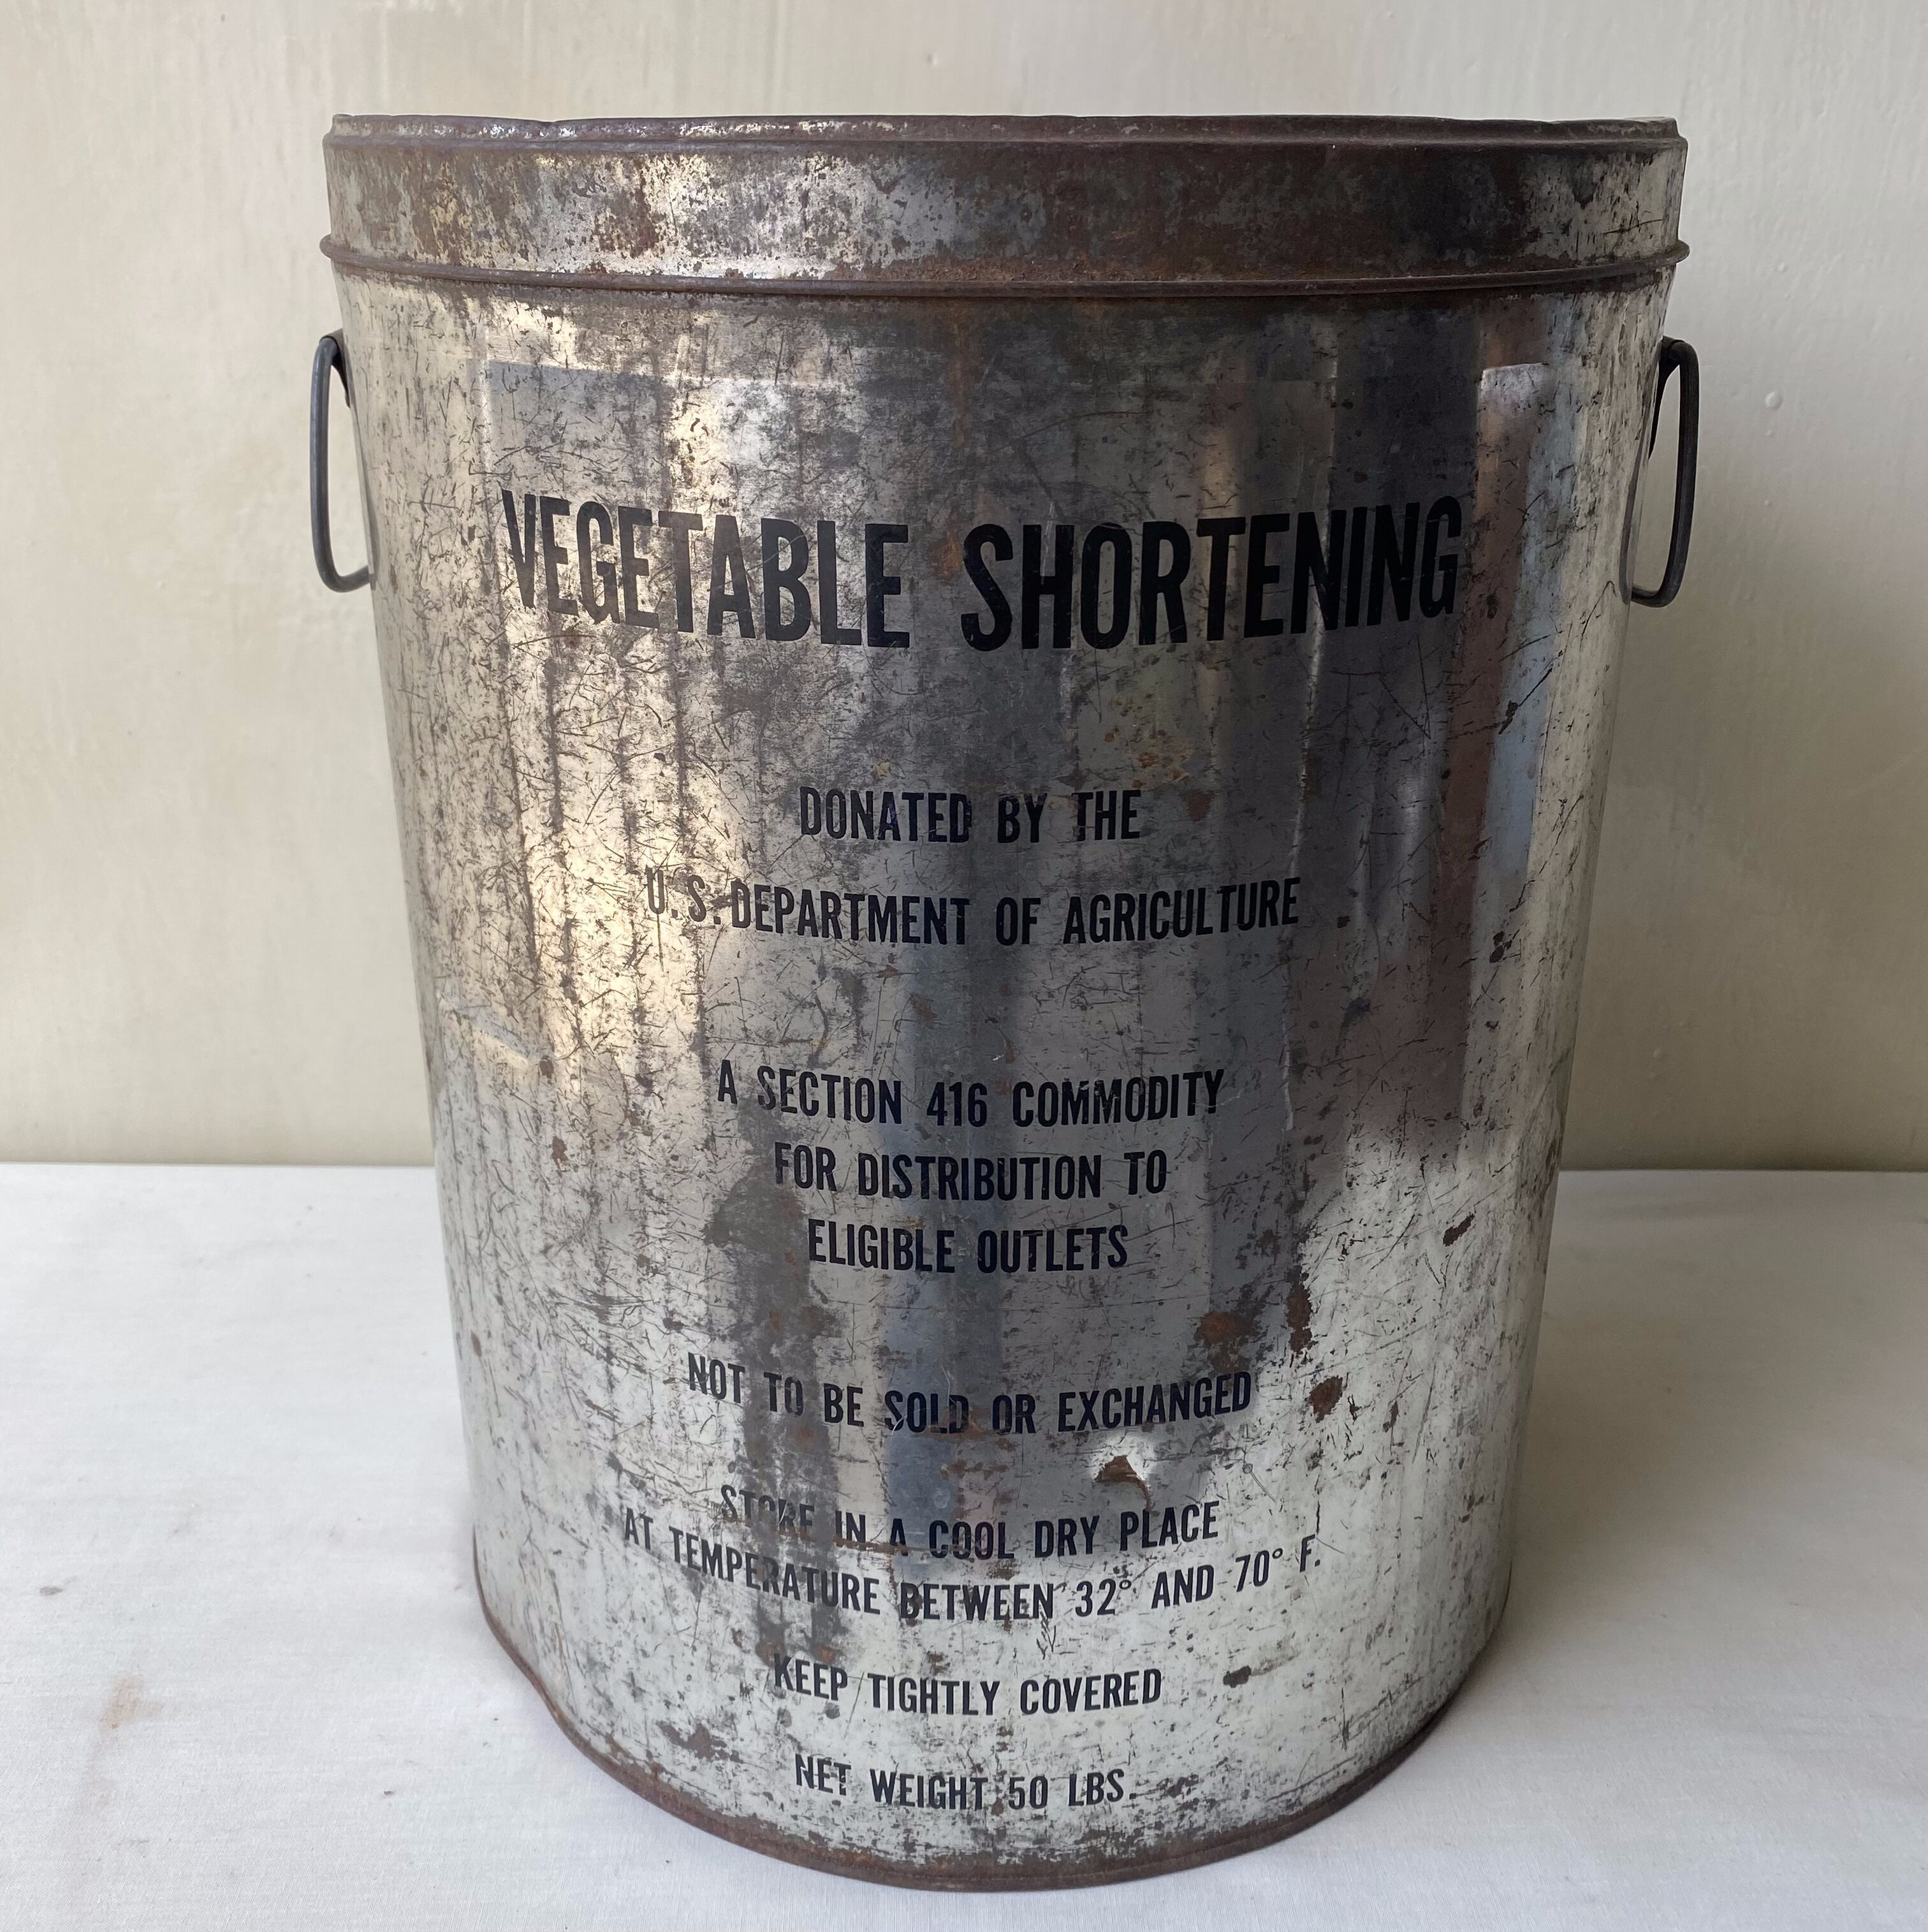 VEGETABLE SHORTENING
DONATED BY THE
U.S. DEPARTMENT OF AGRICULTURE
A SECTION 416 COMMODITY
FOR DISTRIBUTION TO
ELIGIBLE OUTLETS
NOT TO BE SOLD OR EXCHANGED
STORE IN A COOL DRY PLACE
AT TEMPERATURE BETWEEN 32° AND 70° F.
KEEP TIGHTLY COVERED
NET WEIGHT 50 LBS.